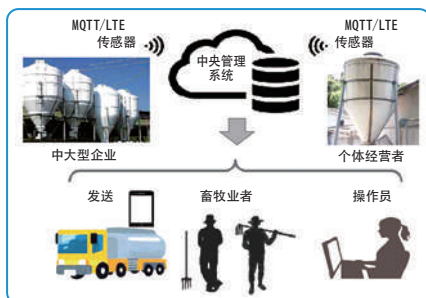 MQTT/LTE
传感器
中央管理
系统
MQTT/LTE
传感器
中大型企业
个体经营者
发送
畜牧业者
操作员